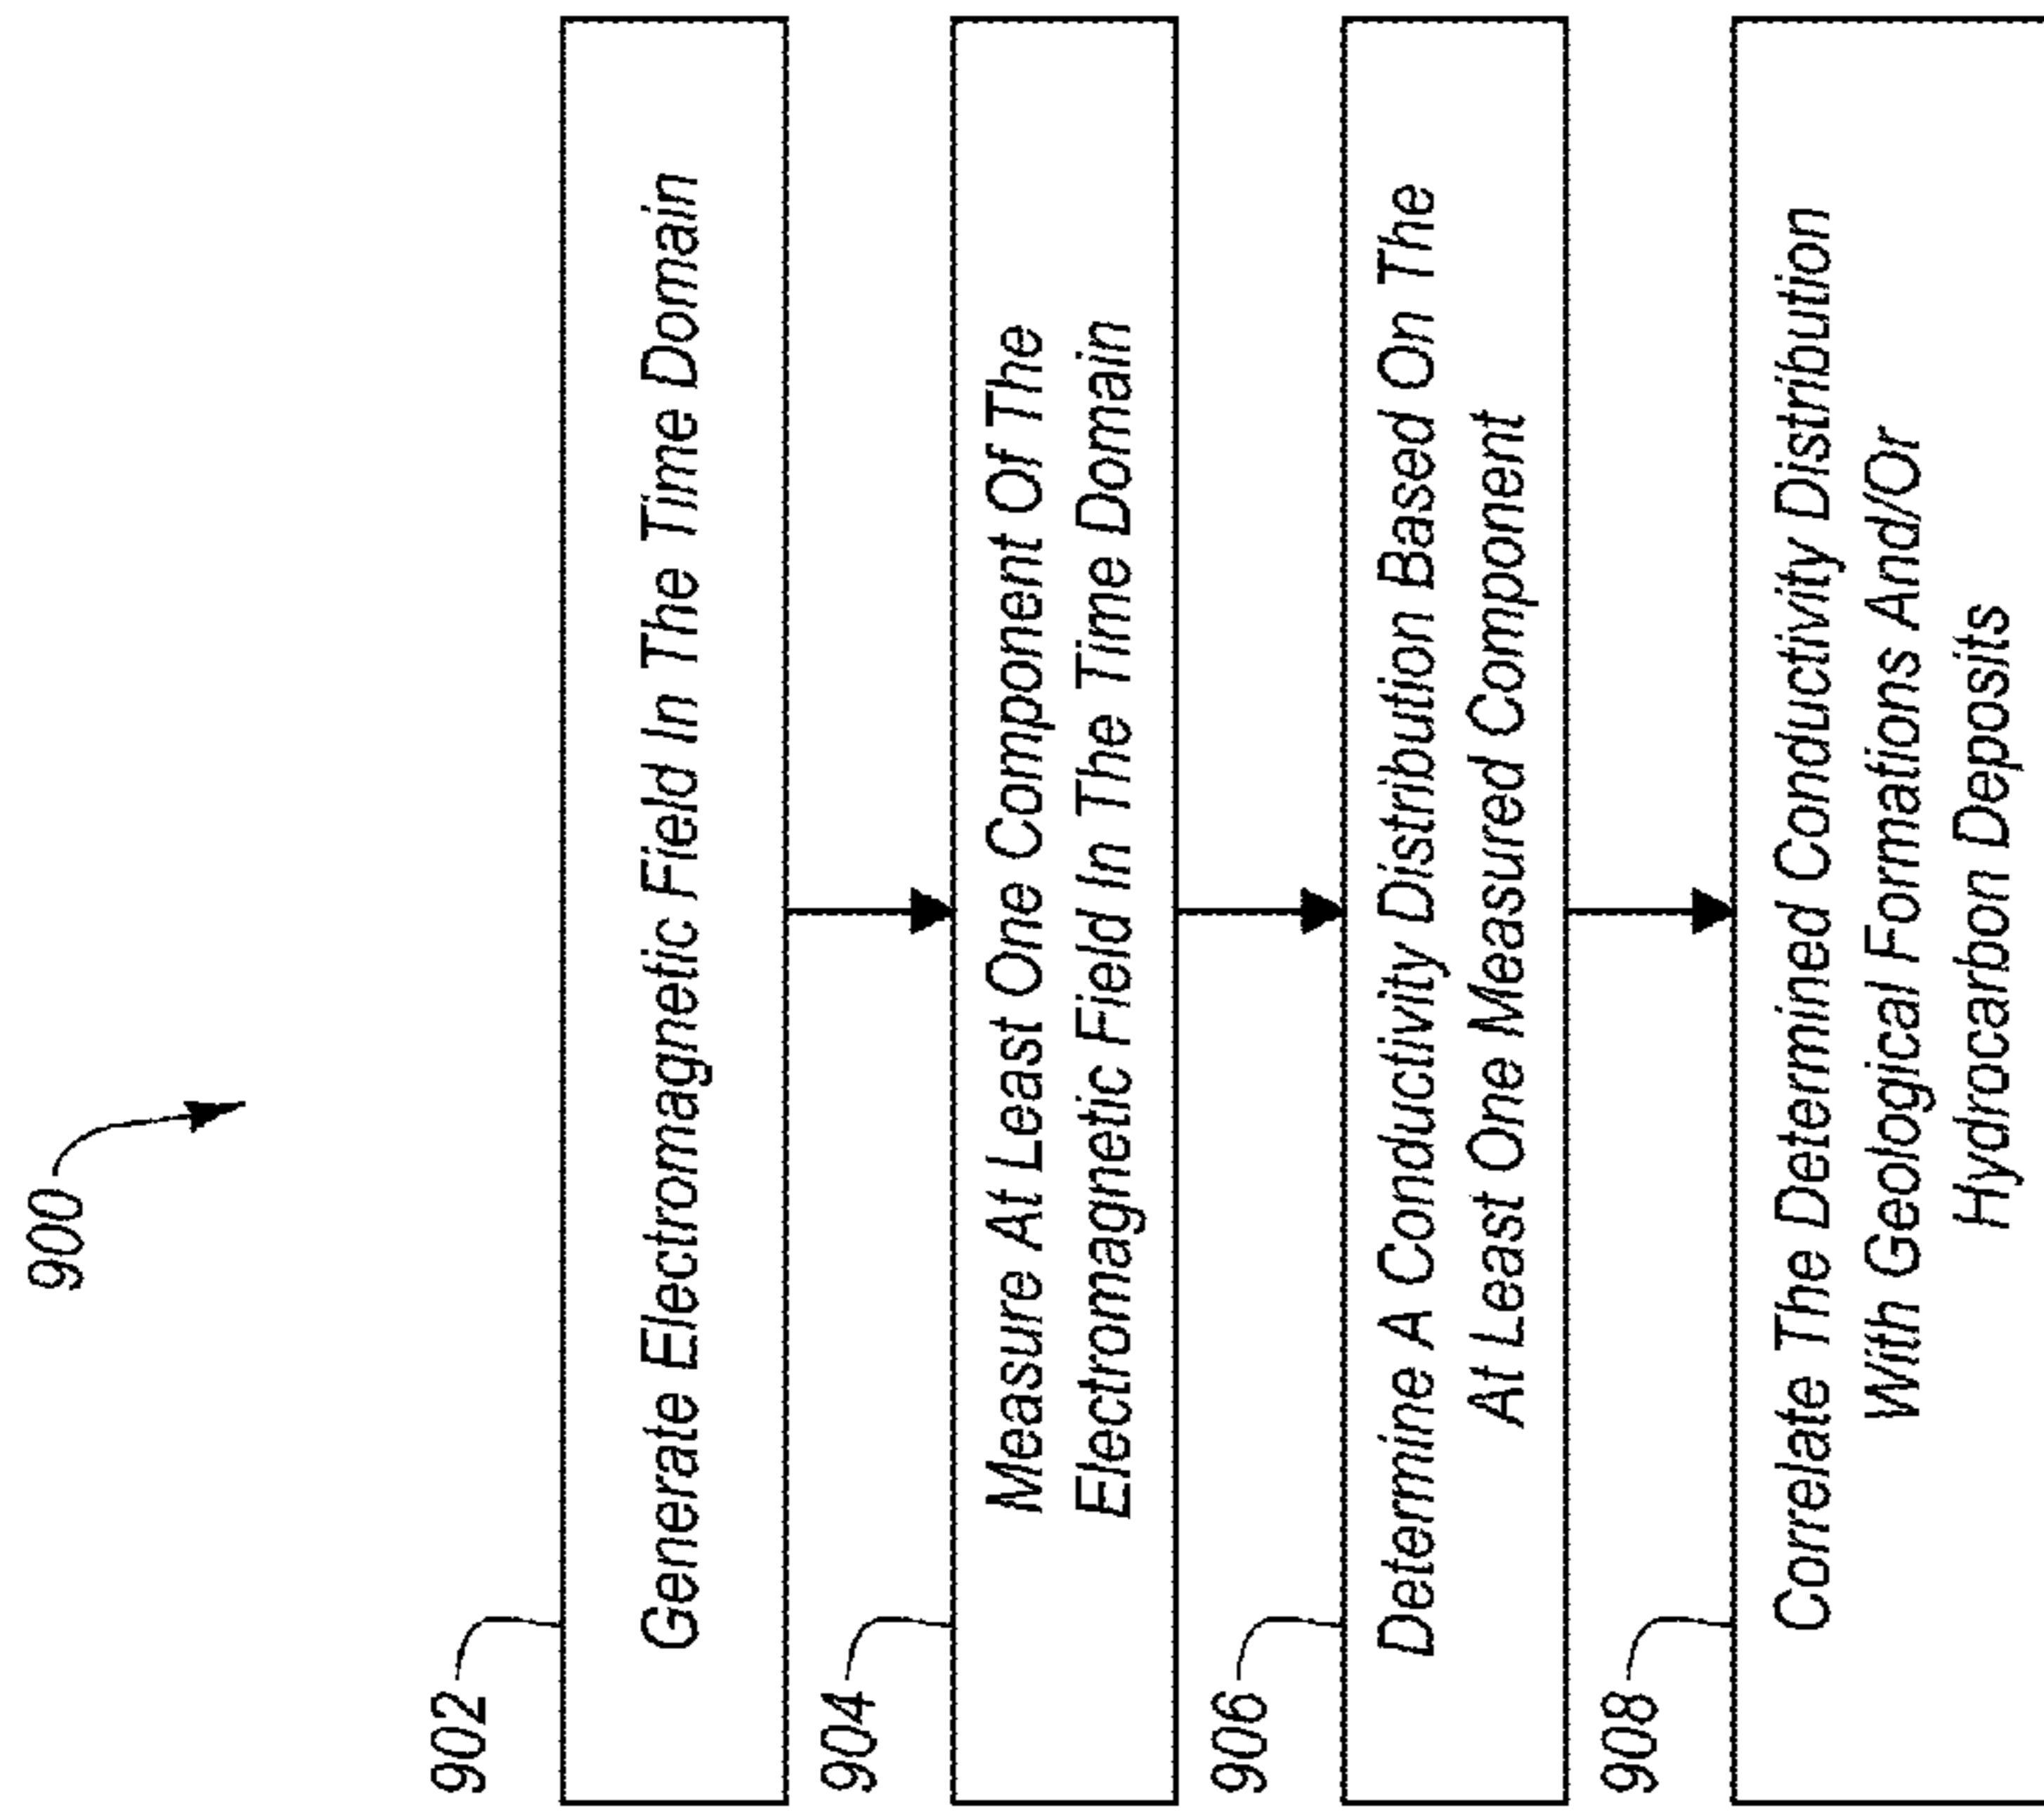 900
902
Generate Electromagnetic Field In The Time Domain
904
Measure At Least One Component Of The
Electromagnetic Field In The Time Domain
906
Determine A Conductivity Distribution Based On The
At Least One Measured Component
908
Correlate The Determined Conductivity Distribution
With Geological Formations And/Or
Hydrocarbon Deposits